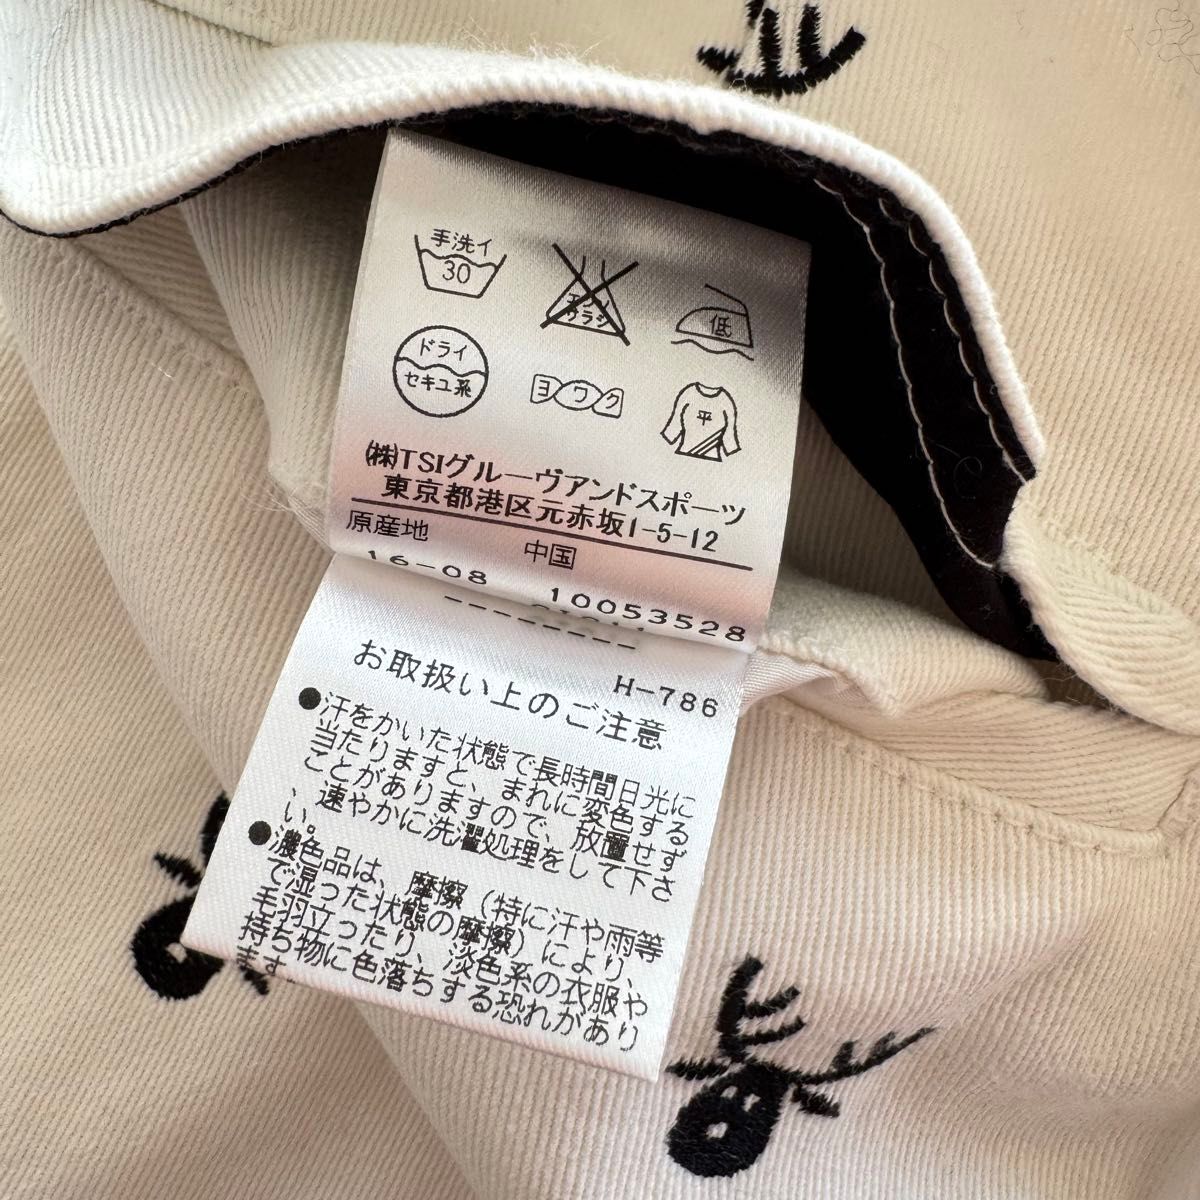 手洗イ
30
エンソ
サラシ
低
ドライ
セキユ系
ヨワク
平
㈱TSIグルーヴアンドスポーツ
東京都港区元赤坂1-5-12
原産地 中国
16-08 10053528
H-786
お取扱い上のご注意
●汗をかいた状態で長時間日光に
当たりますと、まれに変色する
ことがありますので、放置せず
、速やかに洗濯処理をして下さ
い。
●濃色品は、摩擦（特に汗や雨等
で湿った状態の摩擦）により、
毛羽立ったり、淡色系の衣服や
持ち物に色落ちする恐れがあり
ます